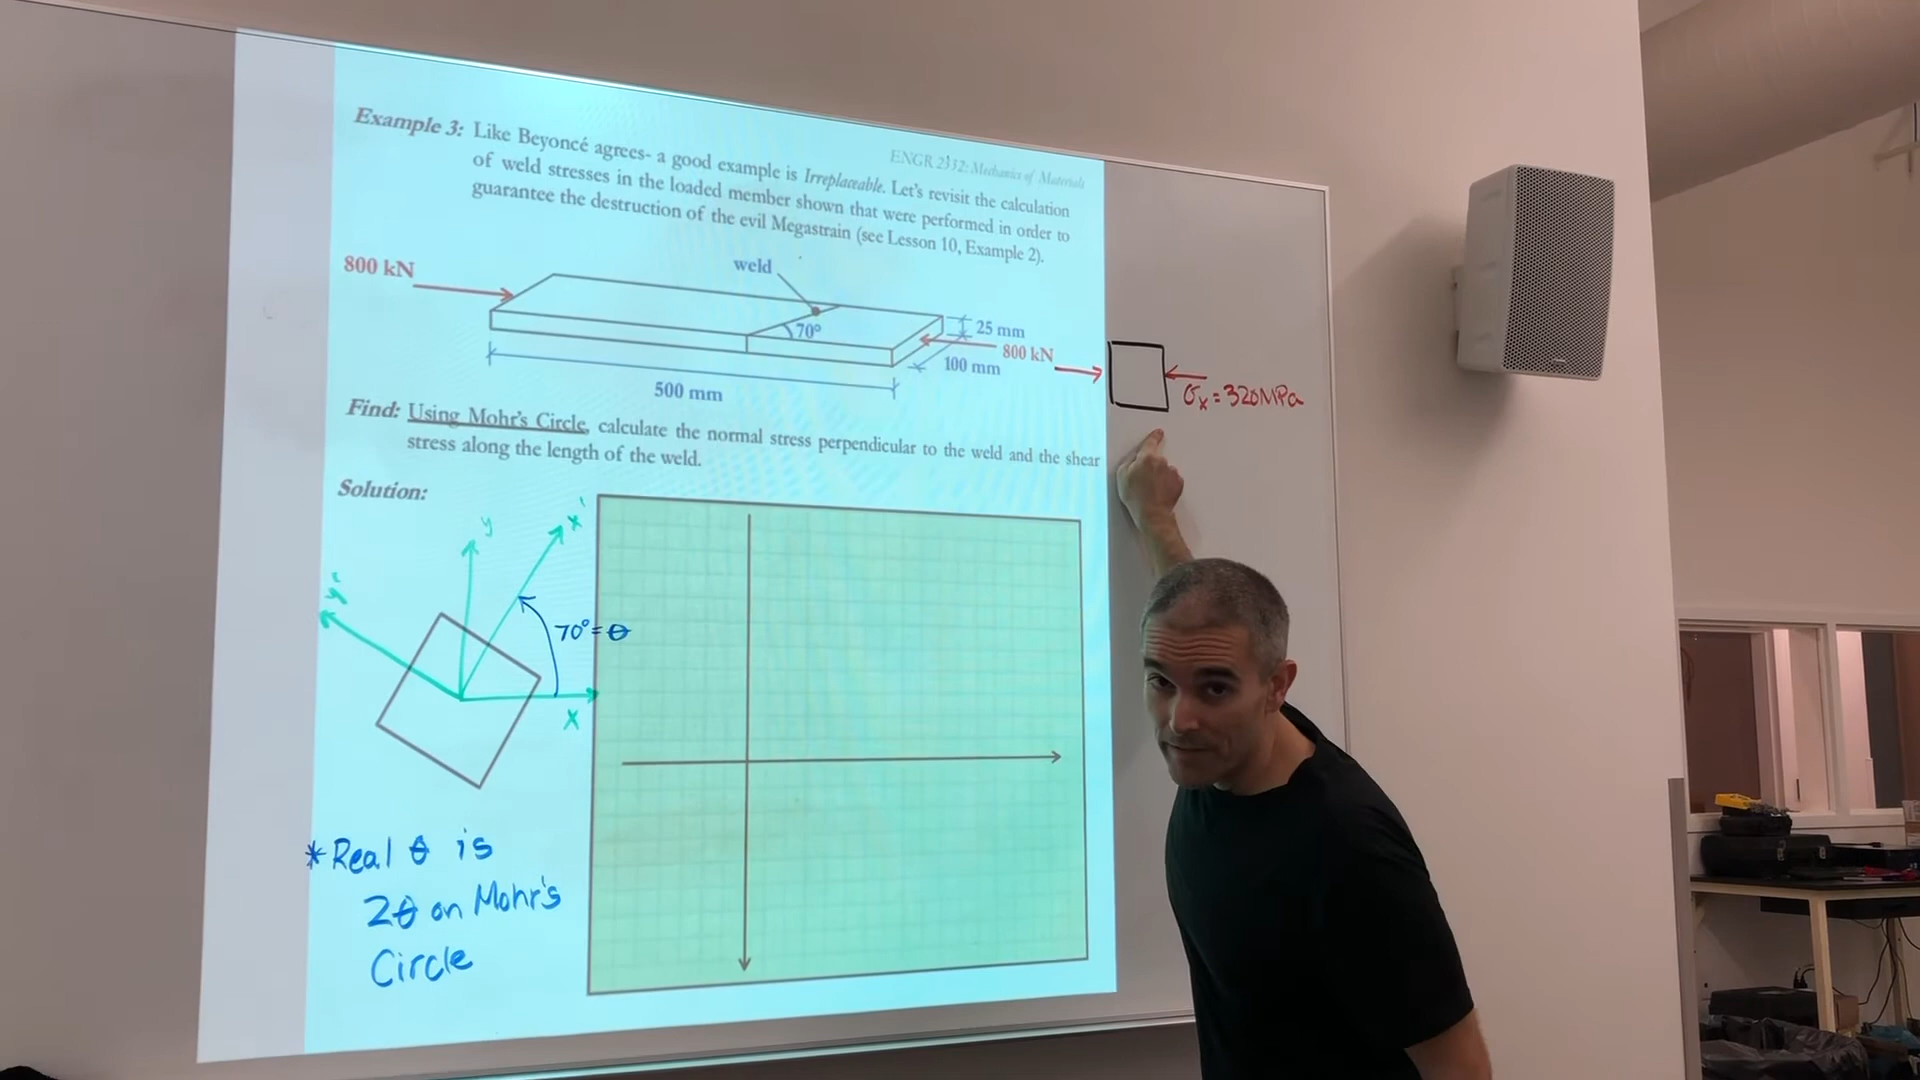 ENGR 2332: Mechanics of Materials
Example 3: Like Beyoncé agrees- a good example is Irreplaceable. Let's revisit the calculation
of weld stresses in the loaded member shown that were performed in order to
guarantee the destruction of the evil Megastrain (see Lesson 10, Example 2).
800 kN
weld
70°
25 mm
800 kN
100 mm
500 mm
σx = 320MPa
Find: Using Mohr's Circle, calculate the normal stress perpendicular to the weld and the shear
stress along the length of the weld.
Solution:
y
x'
y'
70° = θ
x
*Real θ is
2θ on Mohr's
Circle